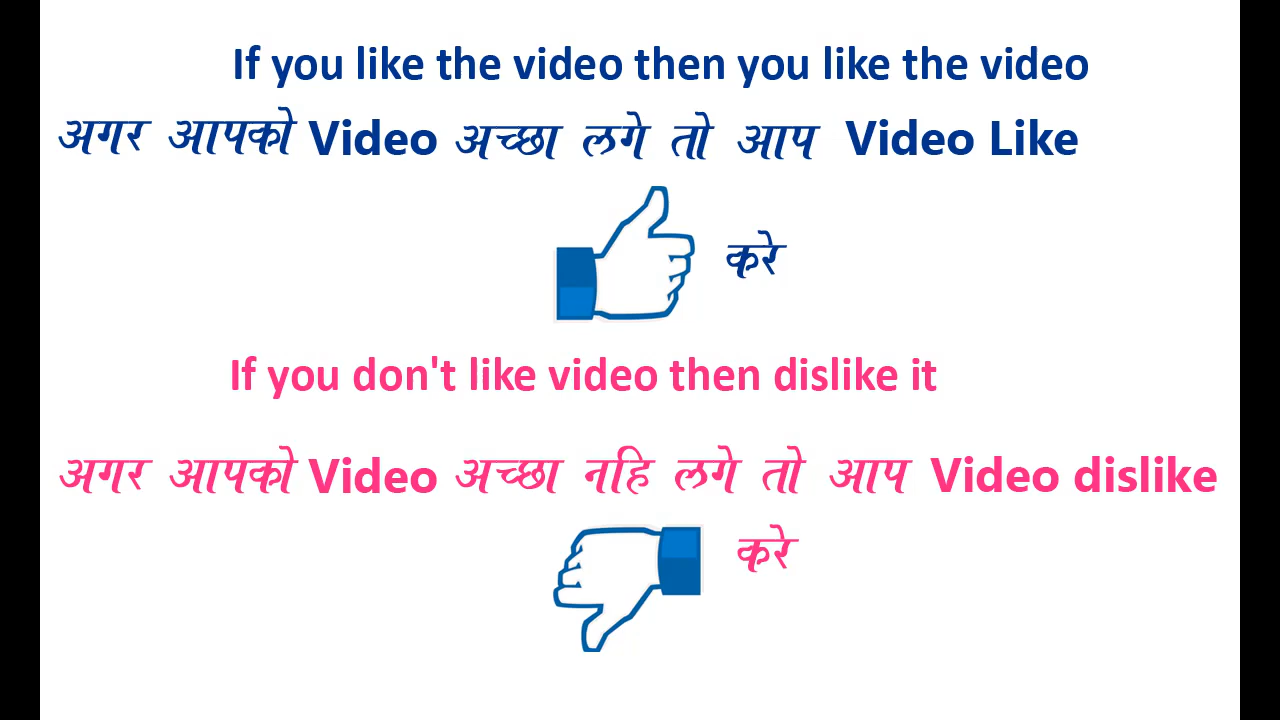 If you like the video then you like the video
अगर आपको Video अच्छा लगे तो आप Video Like
करे
If you don't like video then dislike it
अगर आपको Video अच्छा नहि लगे तो आप Video dislike
करे